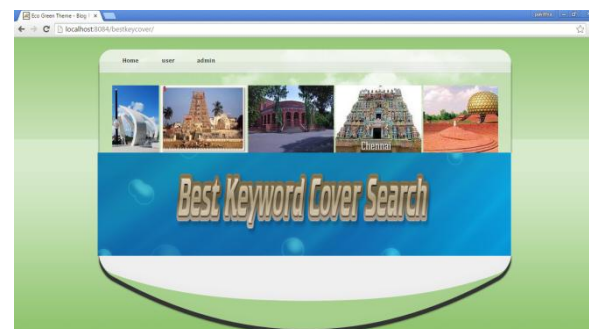 Eco Green Theme - Blog
localhost:8084/bestkeycover/
Home user admin
Chennai
Best Keyword Cover Search